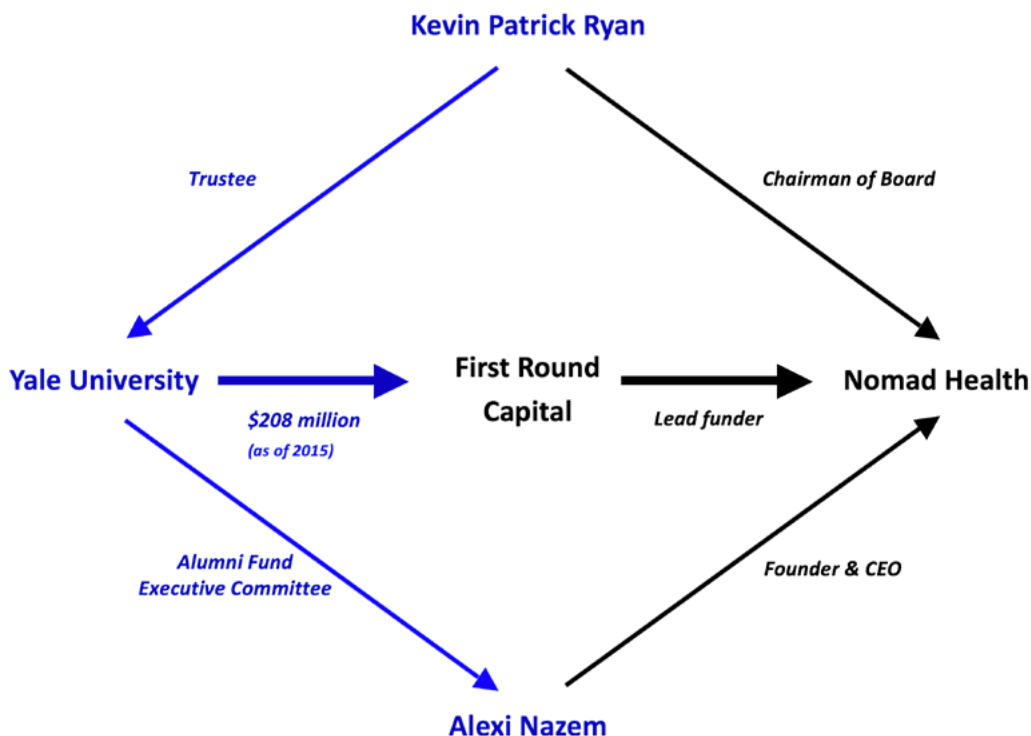 Kevin Patrick Ryan
Trustee
Chairman of Board
Yale University
$208 million
(as of 2015)
First Round
Capital
Lead funder
Nomad Health
Alumni Fund
Executive Committee
Founder & CEO
Alexi Nazem